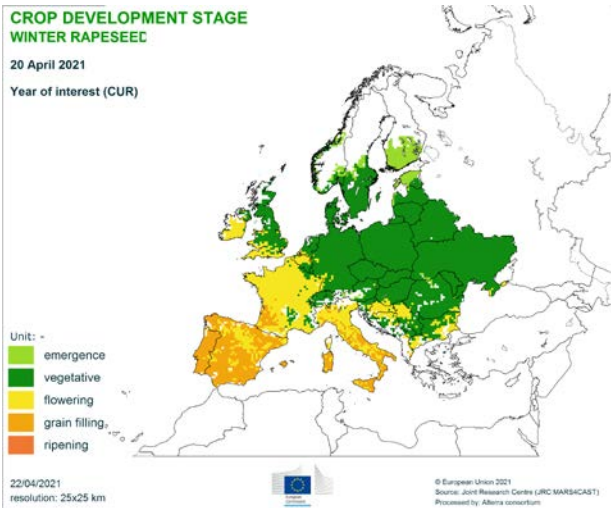 CROP DEVELOPMENT STAGE
WINTER RAPESEED
20 April 2021
Year of interest (CUR)
Unit: -
emergence
vegetative
flowering
grain filling
ripening
22/04/2021
resolution: 25x25 km
European
Commission
© European Union 2021
Source: Joint Research Centre (JRC MARS4CAST)
Processed by: Alterra consortium